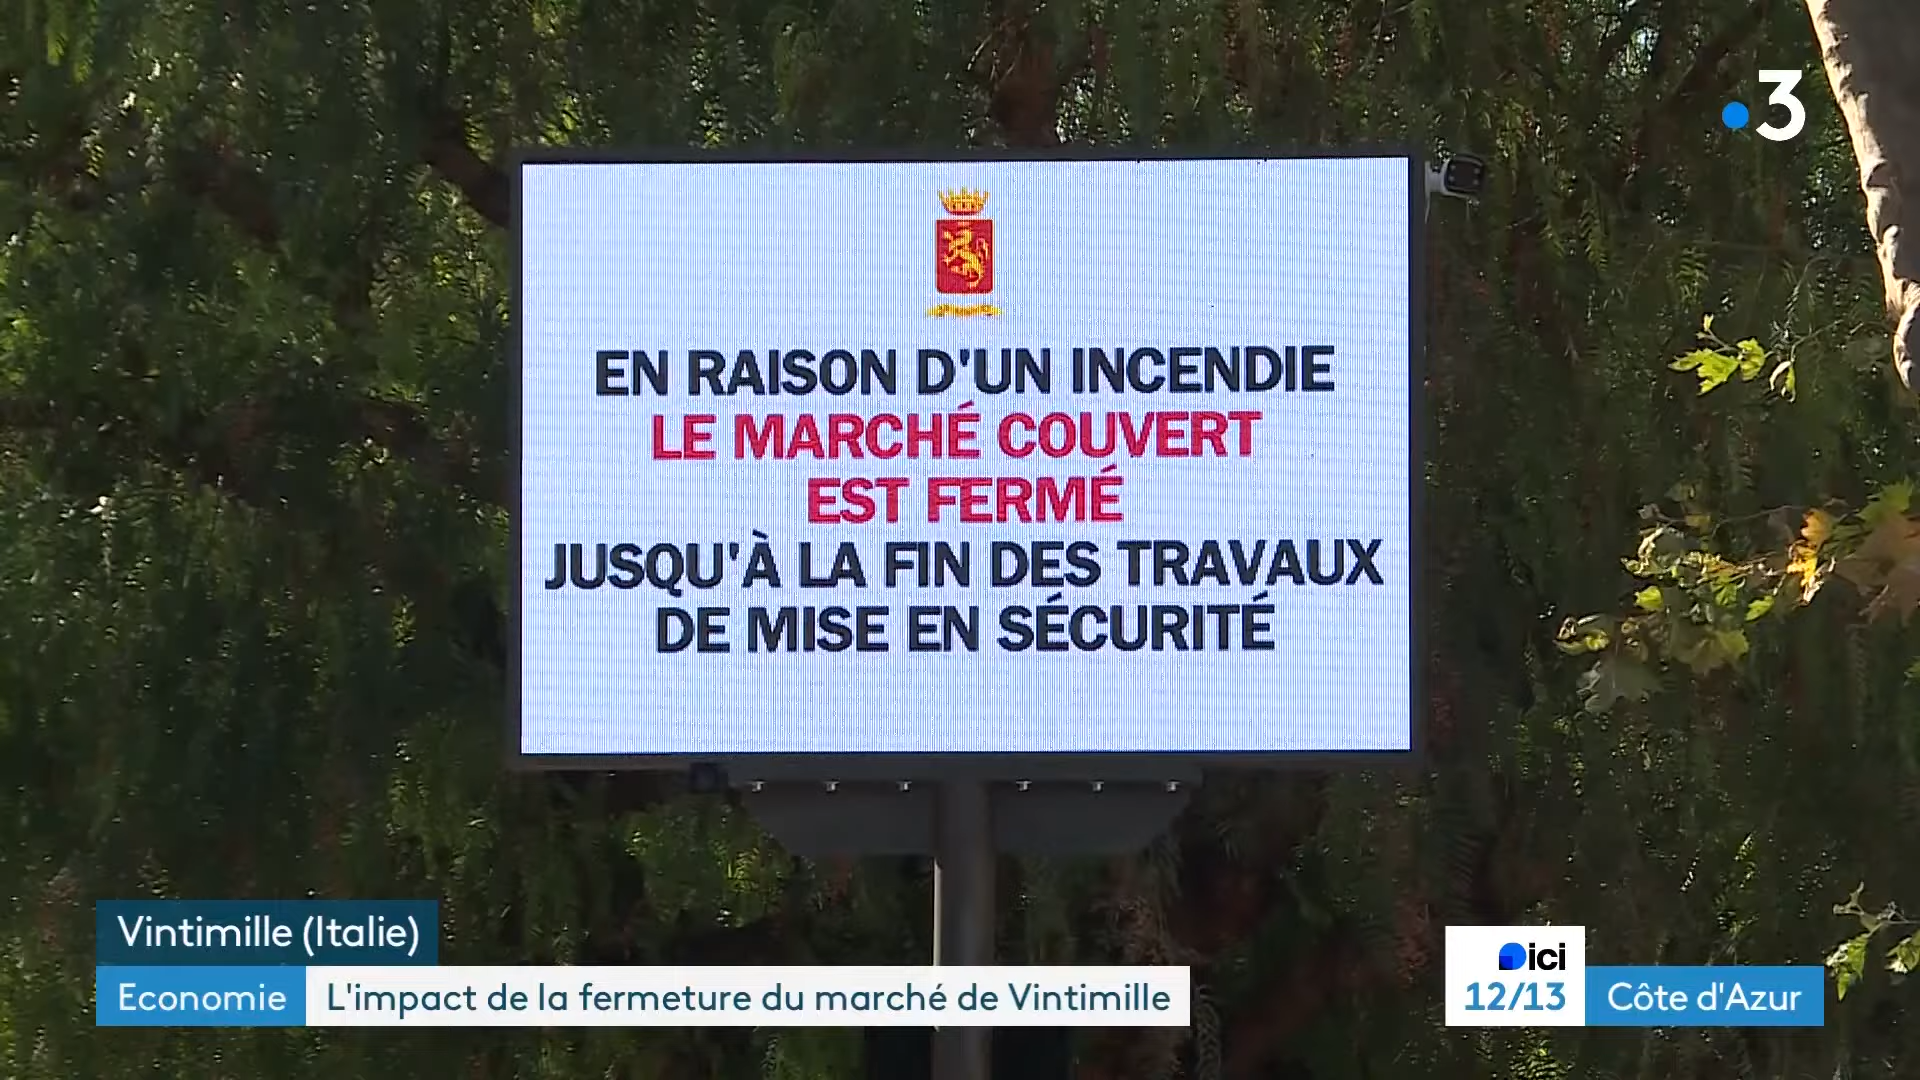 3
EN RAISON D'UN INCENDIE
LE MARCHÉ COUVERT
EST FERMÉ
JUSQU'À LA FIN DES TRAVAUX
DE MISE EN SÉCURITÉ
Vintimille (Italie)
Economie L'impact de la fermeture du marché de Vintimille
ici
12/13 Côte d'Azur